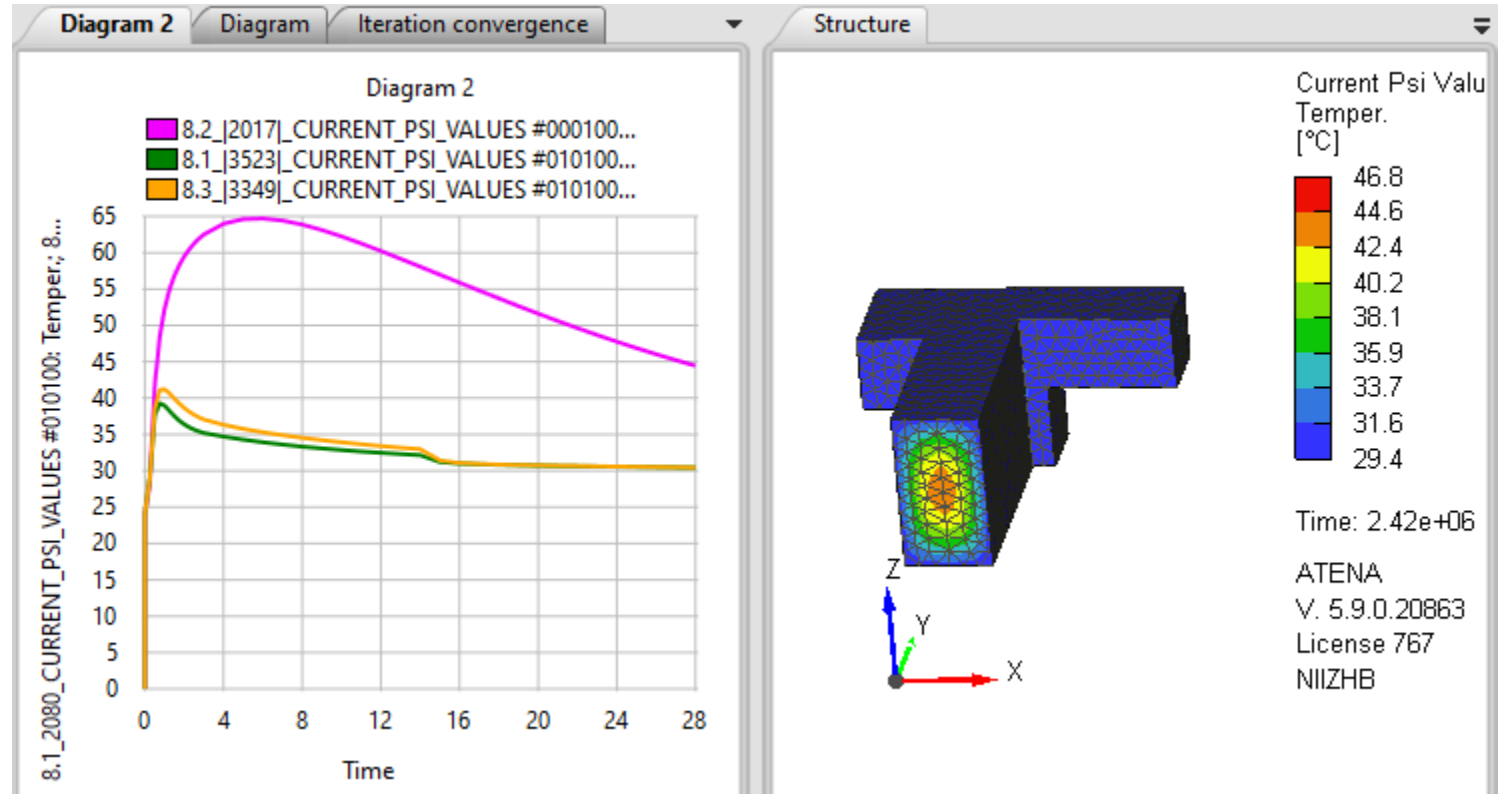 Diagram 2
Diagram
Iteration convergence
Diagram 2
8.2_|2017|_CURRENT_PSI_VALUES #000100...
8.1_|3523|_CURRENT_PSI_VALUES #010100...
8.3_|3349|_CURRENT_PSI_VALUES #010100...
8.1_2080_CURRENT_PSI_VALUES #010100: Temper.; 8...
65
60
55
50
45
40
35
30
25
20
15
10
5
0
0 4 8 12 16 20 24 28
Time
Structure
Current Psi Valu
Temper.
[°C]
46.8
44.6
42.4
40.2
38.1
35.9
33.7
31.6
29.4
Time: 2.42e+06
ATENA
V. 5.9.0.20863
License 767
NIIZHB
Z
Y
X